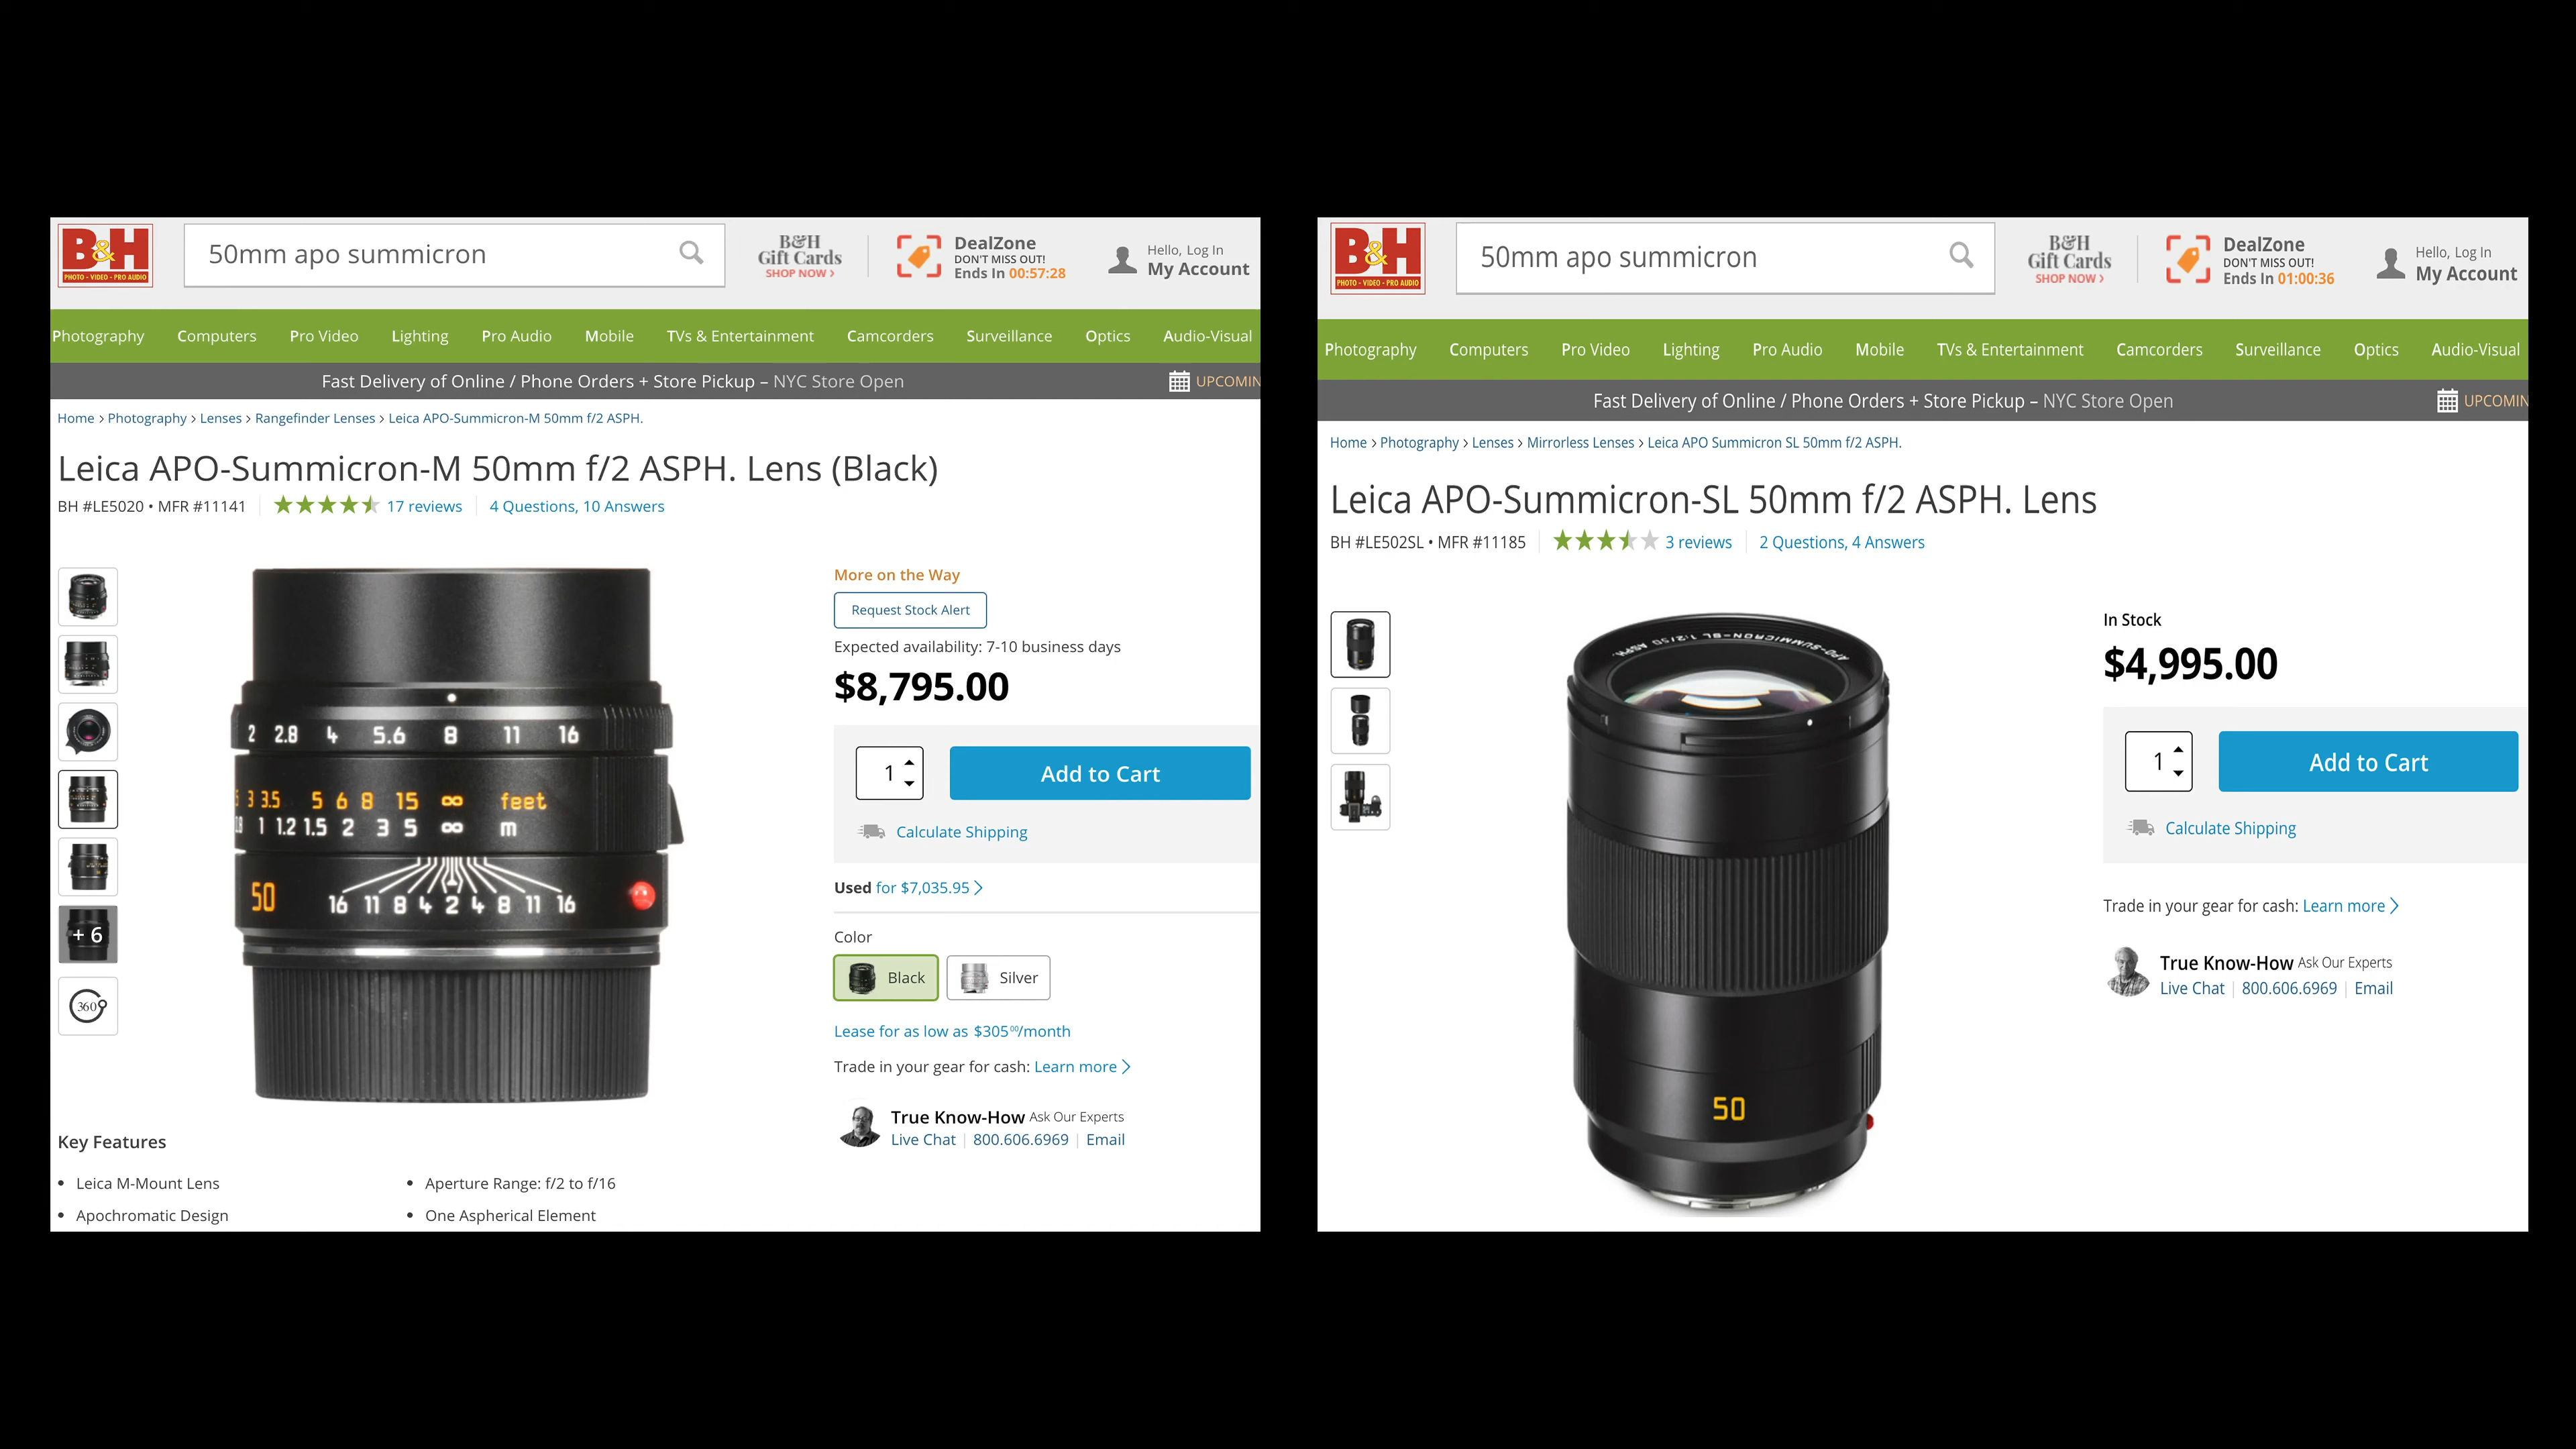 B&H
PHOTO - VIDEO - PRO AUDIO
50mm apo summicron
B&H
Gift Cards
SHOP NOW >
DealZone
DON'T MISS OUT!
Ends In 00:57:28
Hello, Log In
My Account
Photography Computers Pro Video Lighting Pro Audio Mobile TVs & Entertainment Camcorders Surveillance Optics Audio-Visual
Fast Delivery of Online / Phone Orders + Store Pickup – NYC Store Open
UPCOMIN
Home > Photography > Lenses > Rangefinder Lenses > Leica APO-Summicron-M 50mm f/2 ASPH.
Leica APO-Summicron-M 50mm f/2 ASPH. Lens (Black)
BH #LE5020 • MFR #11141 17 reviews 4 Questions, 10 Answers
2 2.8 4 5.6 8 11 16
3 3.5 5 6 8 15 ∞ feet
1 1.2 1.5 2 3 5 ∞ m
50 16 11 8 4 2 4 8 11 16
+ 6
360
More on the Way
Request Stock Alert
Expected availability: 7-10 business days
$8,795.00
1
Add to Cart
Calculate Shipping
Used for $7,035.95 >
Color
Black Silver
Lease for as low as $305⁰⁰/month
Trade in your gear for cash: Learn more >
True Know-How Ask Our Experts
Live Chat | 800.606.6969 | Email
Key Features
• Leica M-Mount Lens
• Apochromatic Design
• Aperture Range: f/2 to f/16
• One Aspherical Element
B&H
PHOTO - VIDEO - PRO AUDIO
50mm apo summicron
B&H
Gift Cards
SHOP NOW >
DealZone
DON'T MISS OUT!
Ends In 01:00:36
Hello, Log In
My Account
Photography Computers Pro Video Lighting Pro Audio Mobile TVs & Entertainment Camcorders Surveillance Optics Audio-Visual
Fast Delivery of Online / Phone Orders + Store Pickup – NYC Store Open
UPCOMIN
Home > Photography > Lenses > Mirrorless Lenses > Leica APO Summicron SL 50mm f/2 ASPH.
Leica APO-Summicron-SL 50mm f/2 ASPH. Lens
BH #LE502SL • MFR #11185 3 reviews 2 Questions, 4 Answers
APO-SUMMICRON-SL 1:2/50 ASPH.
50
In Stock
$4,995.00
1
Add to Cart
Calculate Shipping
Trade in your gear for cash: Learn more >
True Know-How Ask Our Experts
Live Chat | 800.606.6969 | Email